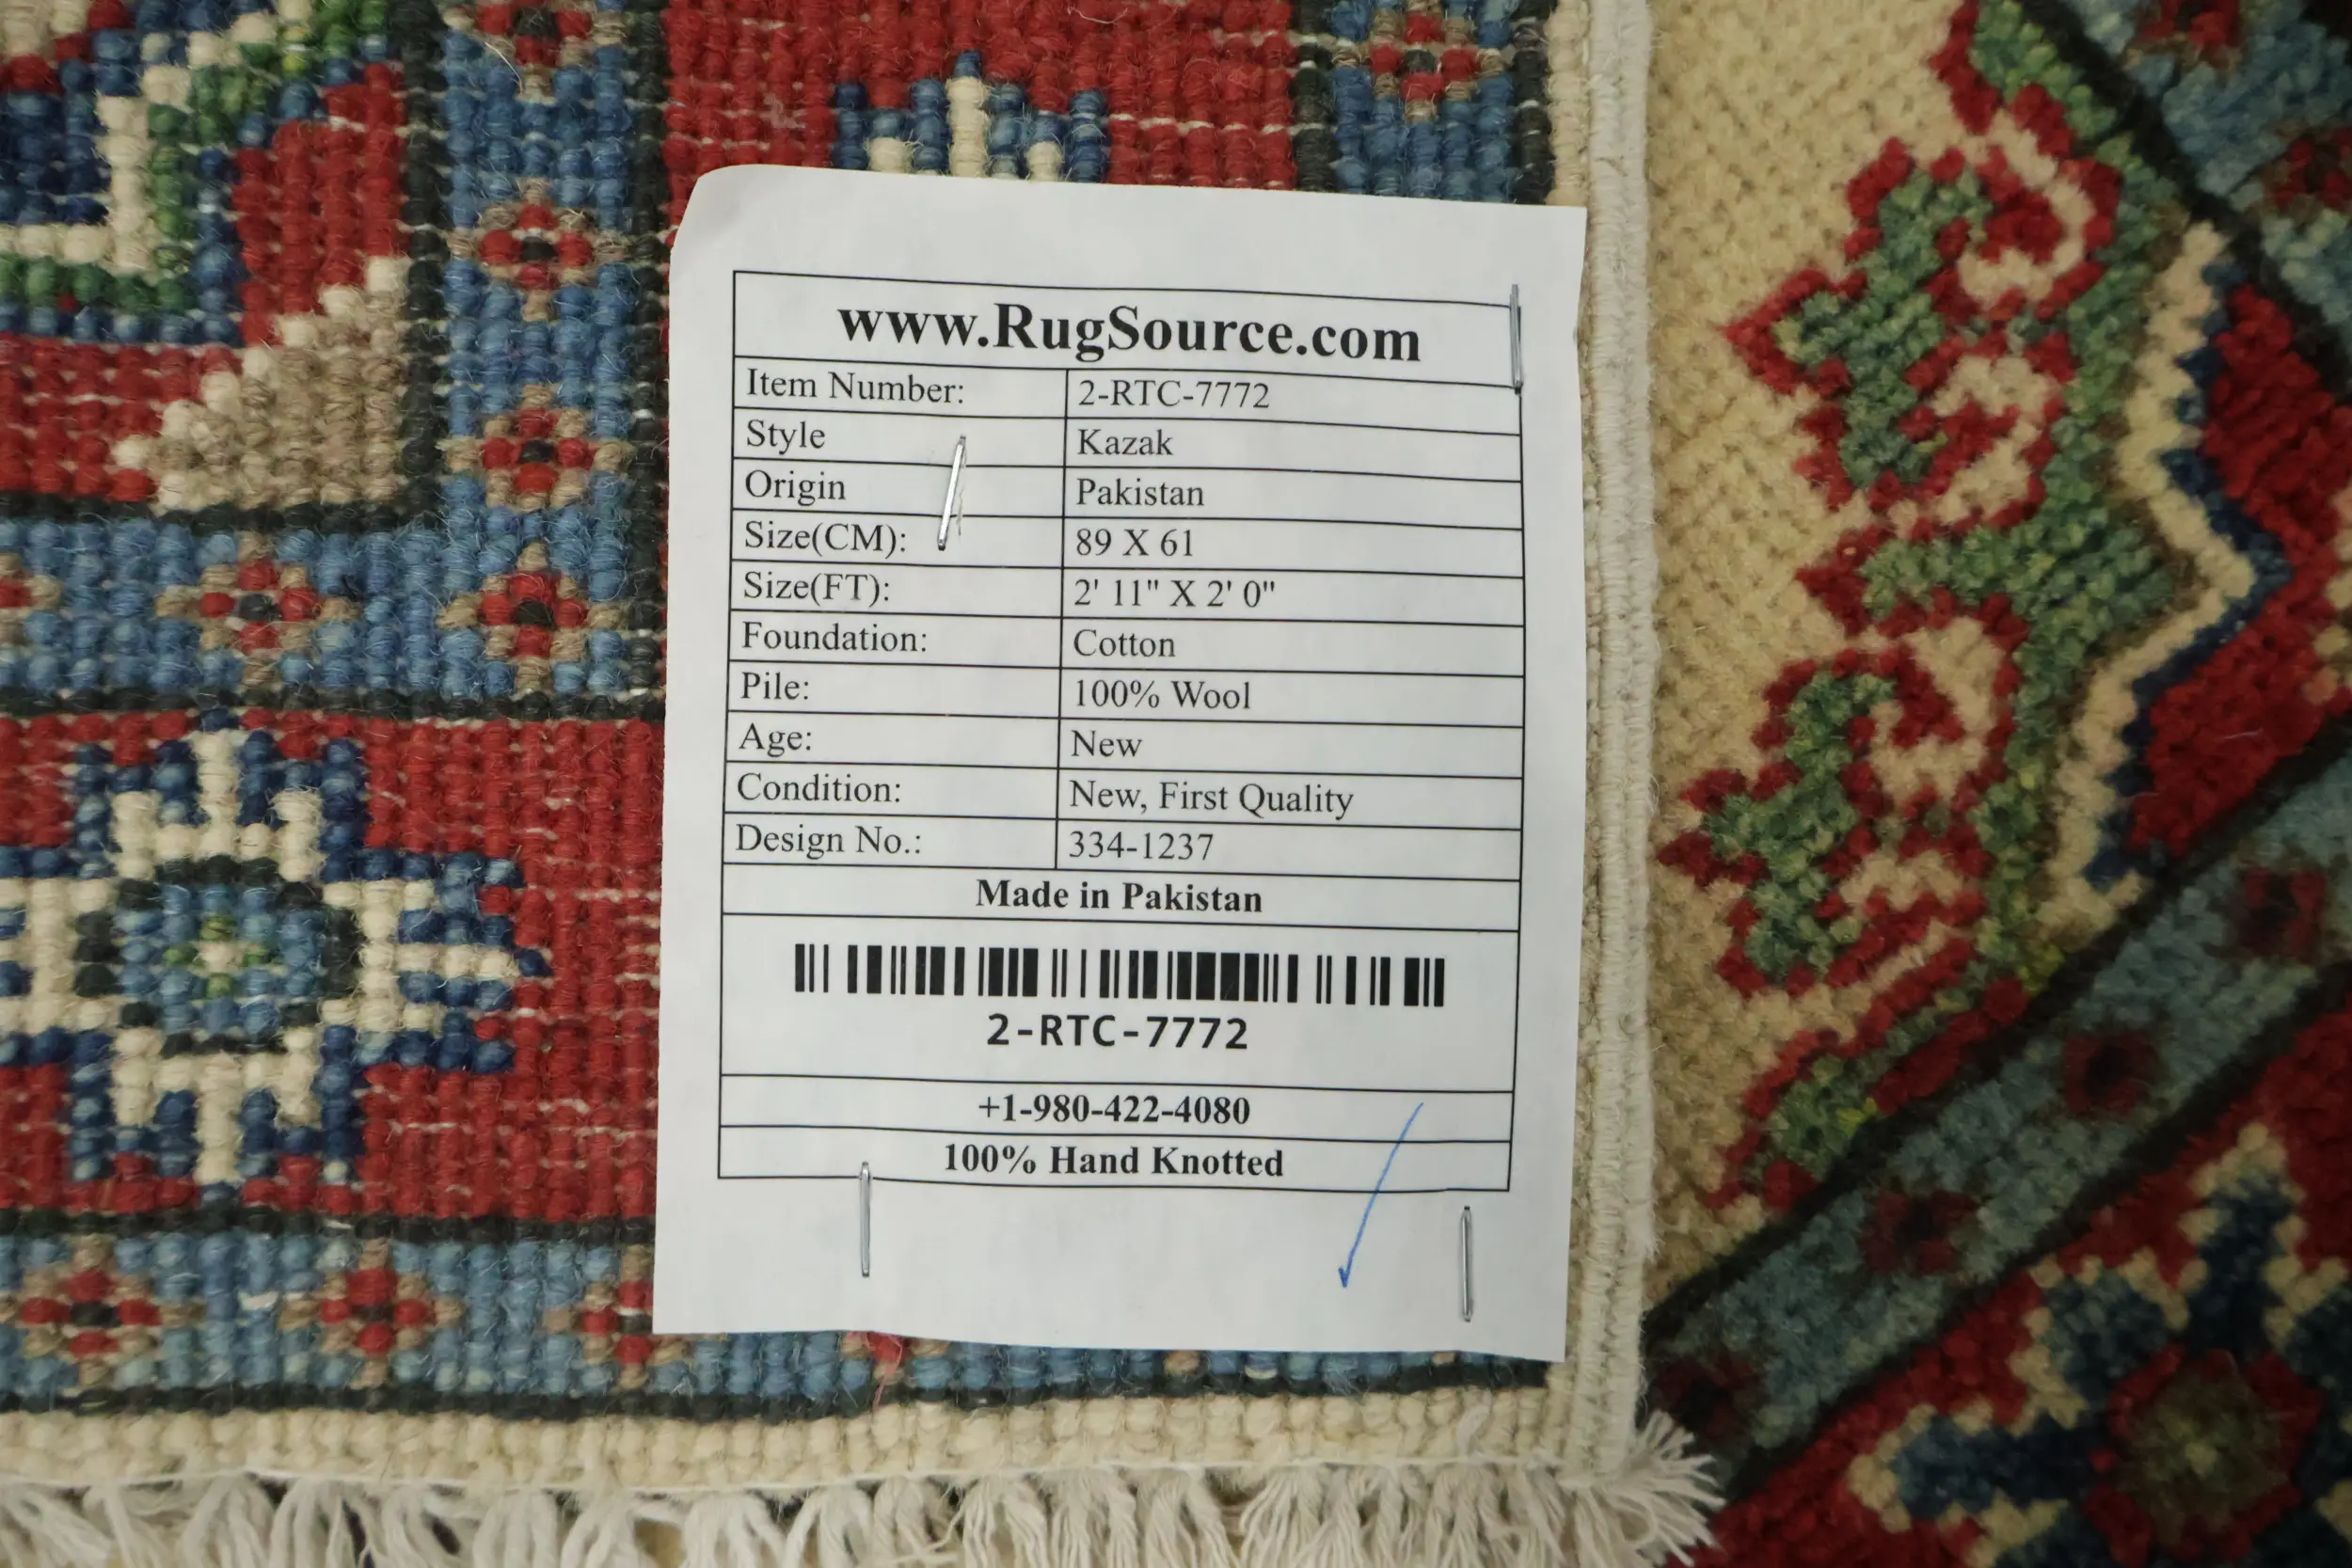 www.RugSource.com
Item Number: 2-RTC-7772
Style Kazak
Origin Pakistan
Size(CM): 89 X 61
Size(FT): 2' 11" X 2' 0"
Foundation: Cotton
Pile: 100% Wool
Age: New
Condition: New, First Quality
Design No.: 334-1237
Made in Pakistan
2-RTC-7772
+1-980-422-4080
100% Hand Knotted